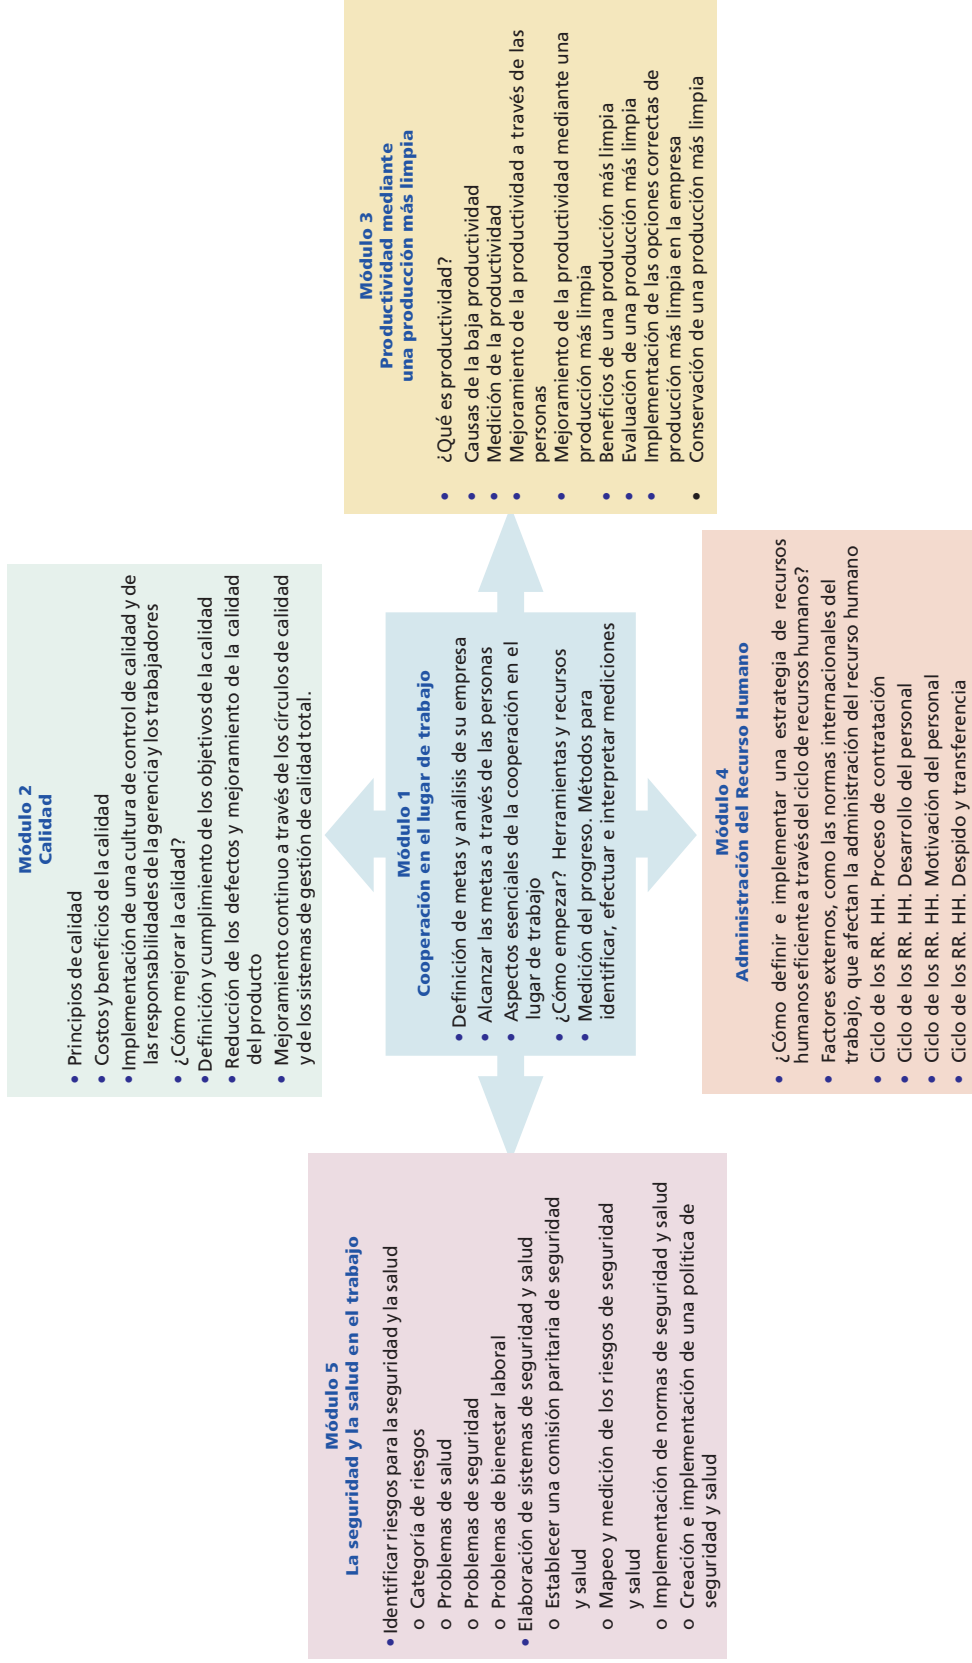 Módulo 2
Calidad
• Principios de calidad
• Costos y beneficios de la calidad
• Implementación de una cultura de control de calidad y de
las responsabilidades de la gerencia y los trabajadores
• ¿Cómo mejorar la calidad?
• Definición y cumplimiento de los objetivos de la calidad
• Reducción de los defectos y mejoramiento de la calidad
del producto
• Mejoramiento continuo a través de los círculos de calidad
y de los sistemas de gestión de calidad total.
Módulo 5
La seguridad y la salud en el trabajo
• Identificar riesgos para la seguridad y la salud
o Categoría de riesgos
o Problemas de salud
o Problemas de seguridad
o Problemas de bienestar laboral
• Elaboración de sistemas de seguridad y salud
o Establecer una comisión paritaria de seguridad
y salud
o Mapeo y medición de los riesgos de seguridad
y salud
o Implementación de normas de seguridad y salud
o Creación e implementación de una política de
seguridad y salud
Módulo 1
Cooperación en el lugar de trabajo
• Definición de metas y análisis de su empresa
• Alcanzar las metas a través de las personas
• Aspectos esenciales de la cooperación en el
lugar de trabajo
• ¿Cómo empezar? Herramientas y recursos
• Medición del progreso. Métodos para
identificar, efectuar e interpretar mediciones
Módulo 3
Productividad mediante
una producción más limpia
• ¿Qué es productividad?
• Causas de la baja productividad
• Medición de la productividad
• Mejoramiento de la productividad a través de las
personas
• Mejoramiento de la productividad mediante una
producción más limpia
• Beneficios de una producción más limpia
• Evaluación de una producción más limpia
• Implementación de las opciones correctas de
producción más limpia en la empresa
• Conservación de una producción más limpia
Módulo 4
Administración del Recurso Humano
• ¿Cómo definir e implementar una estrategia de recursos
humanos eficiente a través del ciclo de recursos humanos?
• Factores externos, como las normas internacionales del
trabajo, que afectan la administración del recurso humano
• Ciclo de los RR. HH. Proceso de contratación
• Ciclo de los RR. HH. Desarrollo del personal
• Ciclo de los RR. HH. Motivación del personal
• Ciclo de los RR. HH. Despido y transferencia